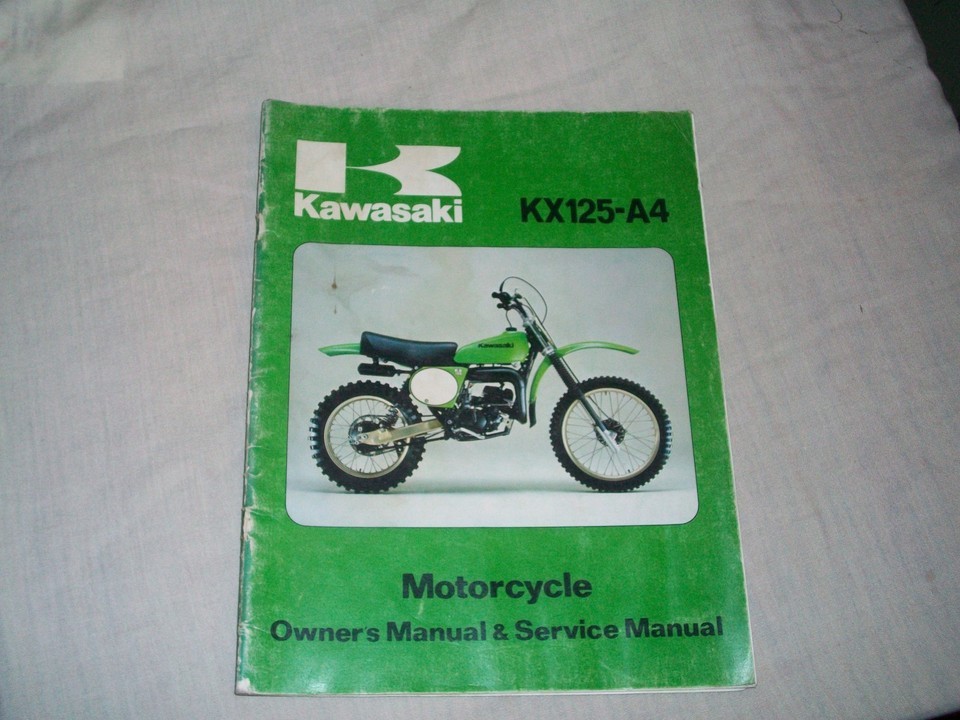 Kawasaki
KX125-A4
KAWASAKI
Motorcycle
Owner's Manual & Service Manual